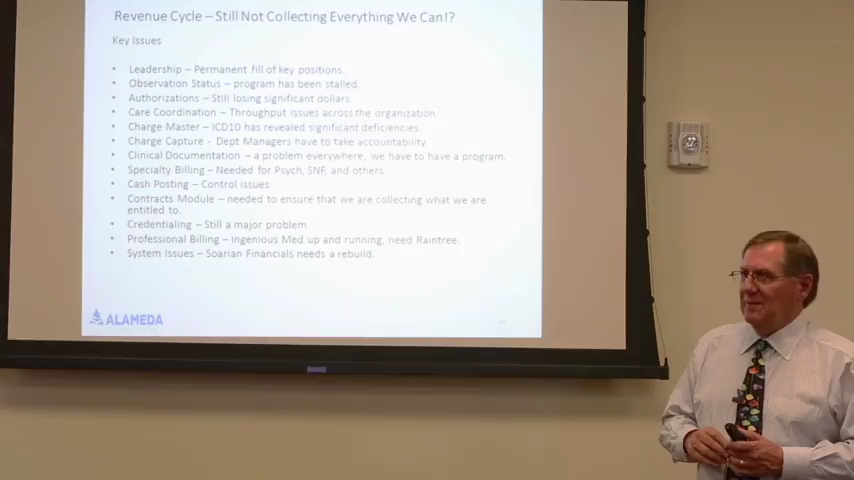 Revenue Cycle – Still Not Collecting Everything We Can!?
Key Issues
• Leadership – Permanent fill of key positions.
• Observation Status – program has been stalled.
• Authorizations – Still losing significant dollars.
• Care Coordination – Throughput issues across the organization.
• Charge Master – ICD10 has revealed significant deficiencies.
• Charge Capture - Dept Managers have to take accountability.
• Clinical Documentation – a problem everywhere, we have to have a program.
• Specialty Billing – Needed for Psych, SNF, and others.
• Cash Posting – Control issues.
• Contracts Module – needed to ensure that we are collecting what we are
entitled to.
• Credentialing – Still a major problem.
• Professional Billing – Ingenious Med up and running, need Raintree.
• System Issues – Soarian Financials needs a rebuild.
ALAMEDA